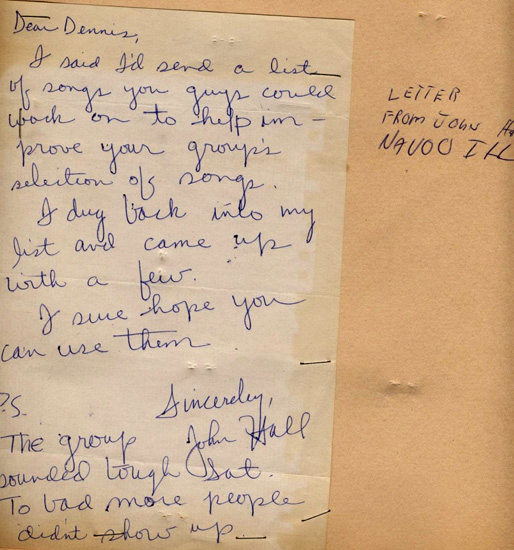 Dear Dennis,
I said I'd send a list
of songs you guys could
work on to help im-
prove your group's
selection of songs.
I dug back into my
list and came up
with a few.
I sure hope you
can use them
Sincereley,
John Hall
P.S.
The group
sounded tough Sat.
To bad more people
didn't show up.
LETTER
FROM JOHN
NAVOO ILL